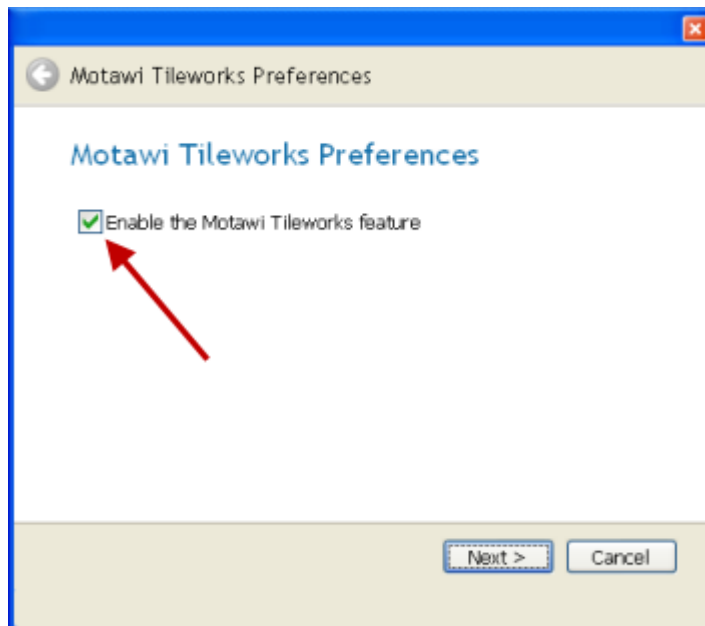 Motawi Tileworks Preferences
Motawi Tileworks Preferences
Enable the Motawi Tileworks feature
Next > Cancel